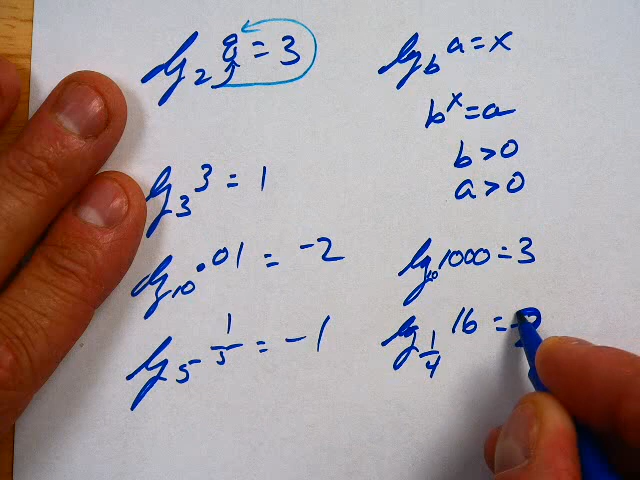 log₂ 8 = 3
log_b a = x
bˣ = a
b > 0
a > 0
log₃ 3 = 1
log₁₀ .01 = -2
log₁₀ 1000 = 3
log₅ 1/5 = -1
log_1/4 16 =